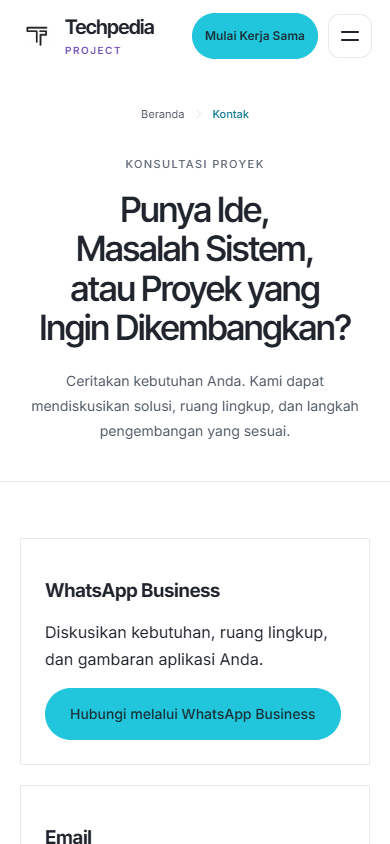 Techpedia
PROJECT
Mulai Kerja Sama
Beranda
Kontak
KONSULTASI PROYEK
Punya Ide,
Masalah Sistem,
atau Proyek yang
Ingin Dikembangkan?
Ceritakan kebutuhan Anda. Kami dapat
mendiskusikan solusi, ruang lingkup, dan langkah
pengembangan yang sesuai.
WhatsApp Business
Diskusikan kebutuhan, ruang lingkup,
dan gambaran aplikasi Anda.
Hubungi melalui WhatsApp Business
Email